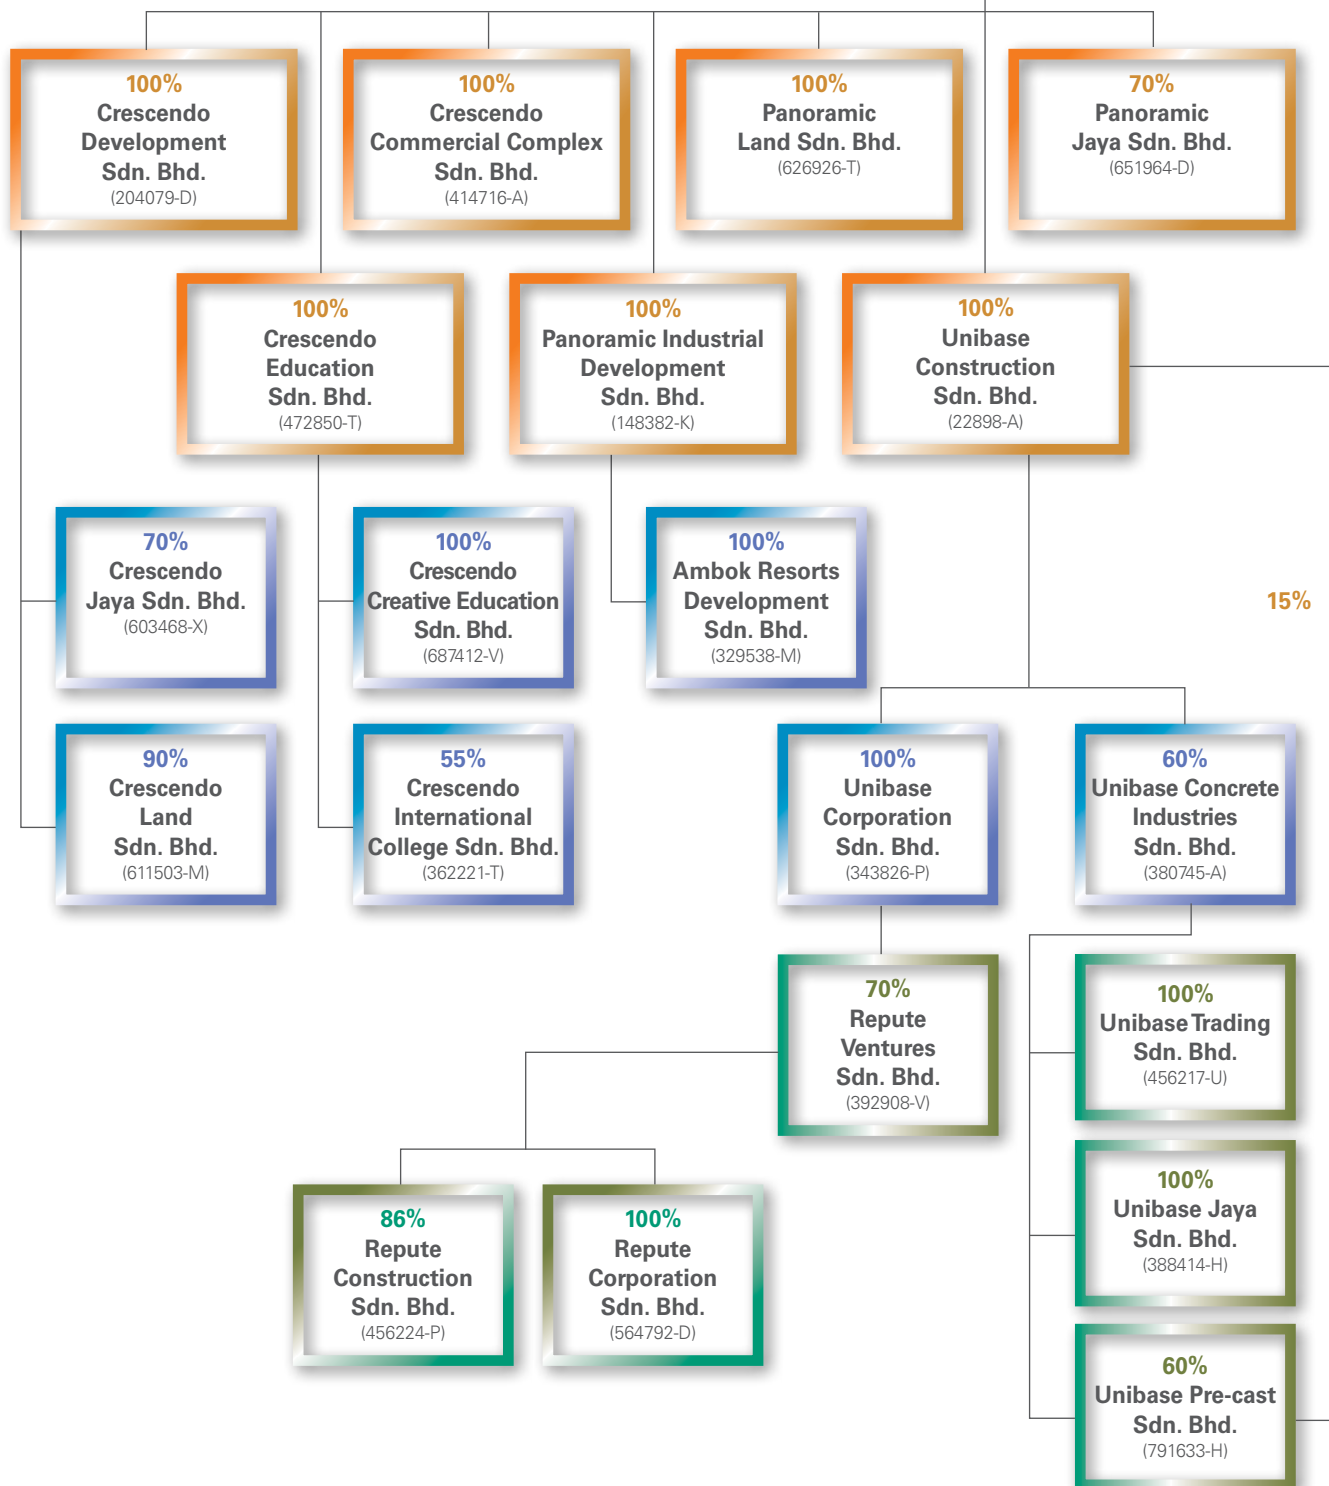 100%
Crescendo
Development
Sdn. Bhd.
(204079-D)
100%
Crescendo
Commercial Complex
Sdn. Bhd.
(414716-A)
100%
Panoramic
Land Sdn. Bhd.
(626926-T)
70%
Panoramic
Jaya Sdn. Bhd.
(651964-D)
100%
Crescendo
Education
Sdn. Bhd.
(472850-T)
100%
Panoramic Industrial
Development
Sdn. Bhd.
(148382-K)
100%
Unibase
Construction
Sdn. Bhd.
(22898-A)
70%
Crescendo
Jaya Sdn. Bhd.
(603468-X)
100%
Crescendo
Creative Education
Sdn. Bhd.
(687412-V)
100%
Ambok Resorts
Development
Sdn. Bhd.
(329538-M)
15%
90%
Crescendo
Land
Sdn. Bhd.
(611503-M)
55%
Crescendo
International
College Sdn. Bhd.
(362221-T)
100%
Unibase
Corporation
Sdn. Bhd.
(343826-P)
60%
Unibase Concrete
Industries
Sdn. Bhd.
(380745-A)
70%
Repute
Ventures
Sdn. Bhd.
(392908-V)
100%
Unibase Trading
Sdn. Bhd.
(456217-U)
100%
Unibase Jaya
Sdn. Bhd.
(388414-H)
86%
Repute
Construction
Sdn. Bhd.
(456224-P)
100%
Repute
Corporation
Sdn. Bhd.
(564792-D)
60%
Unibase Pre-cast
Sdn. Bhd.
(791633-H)